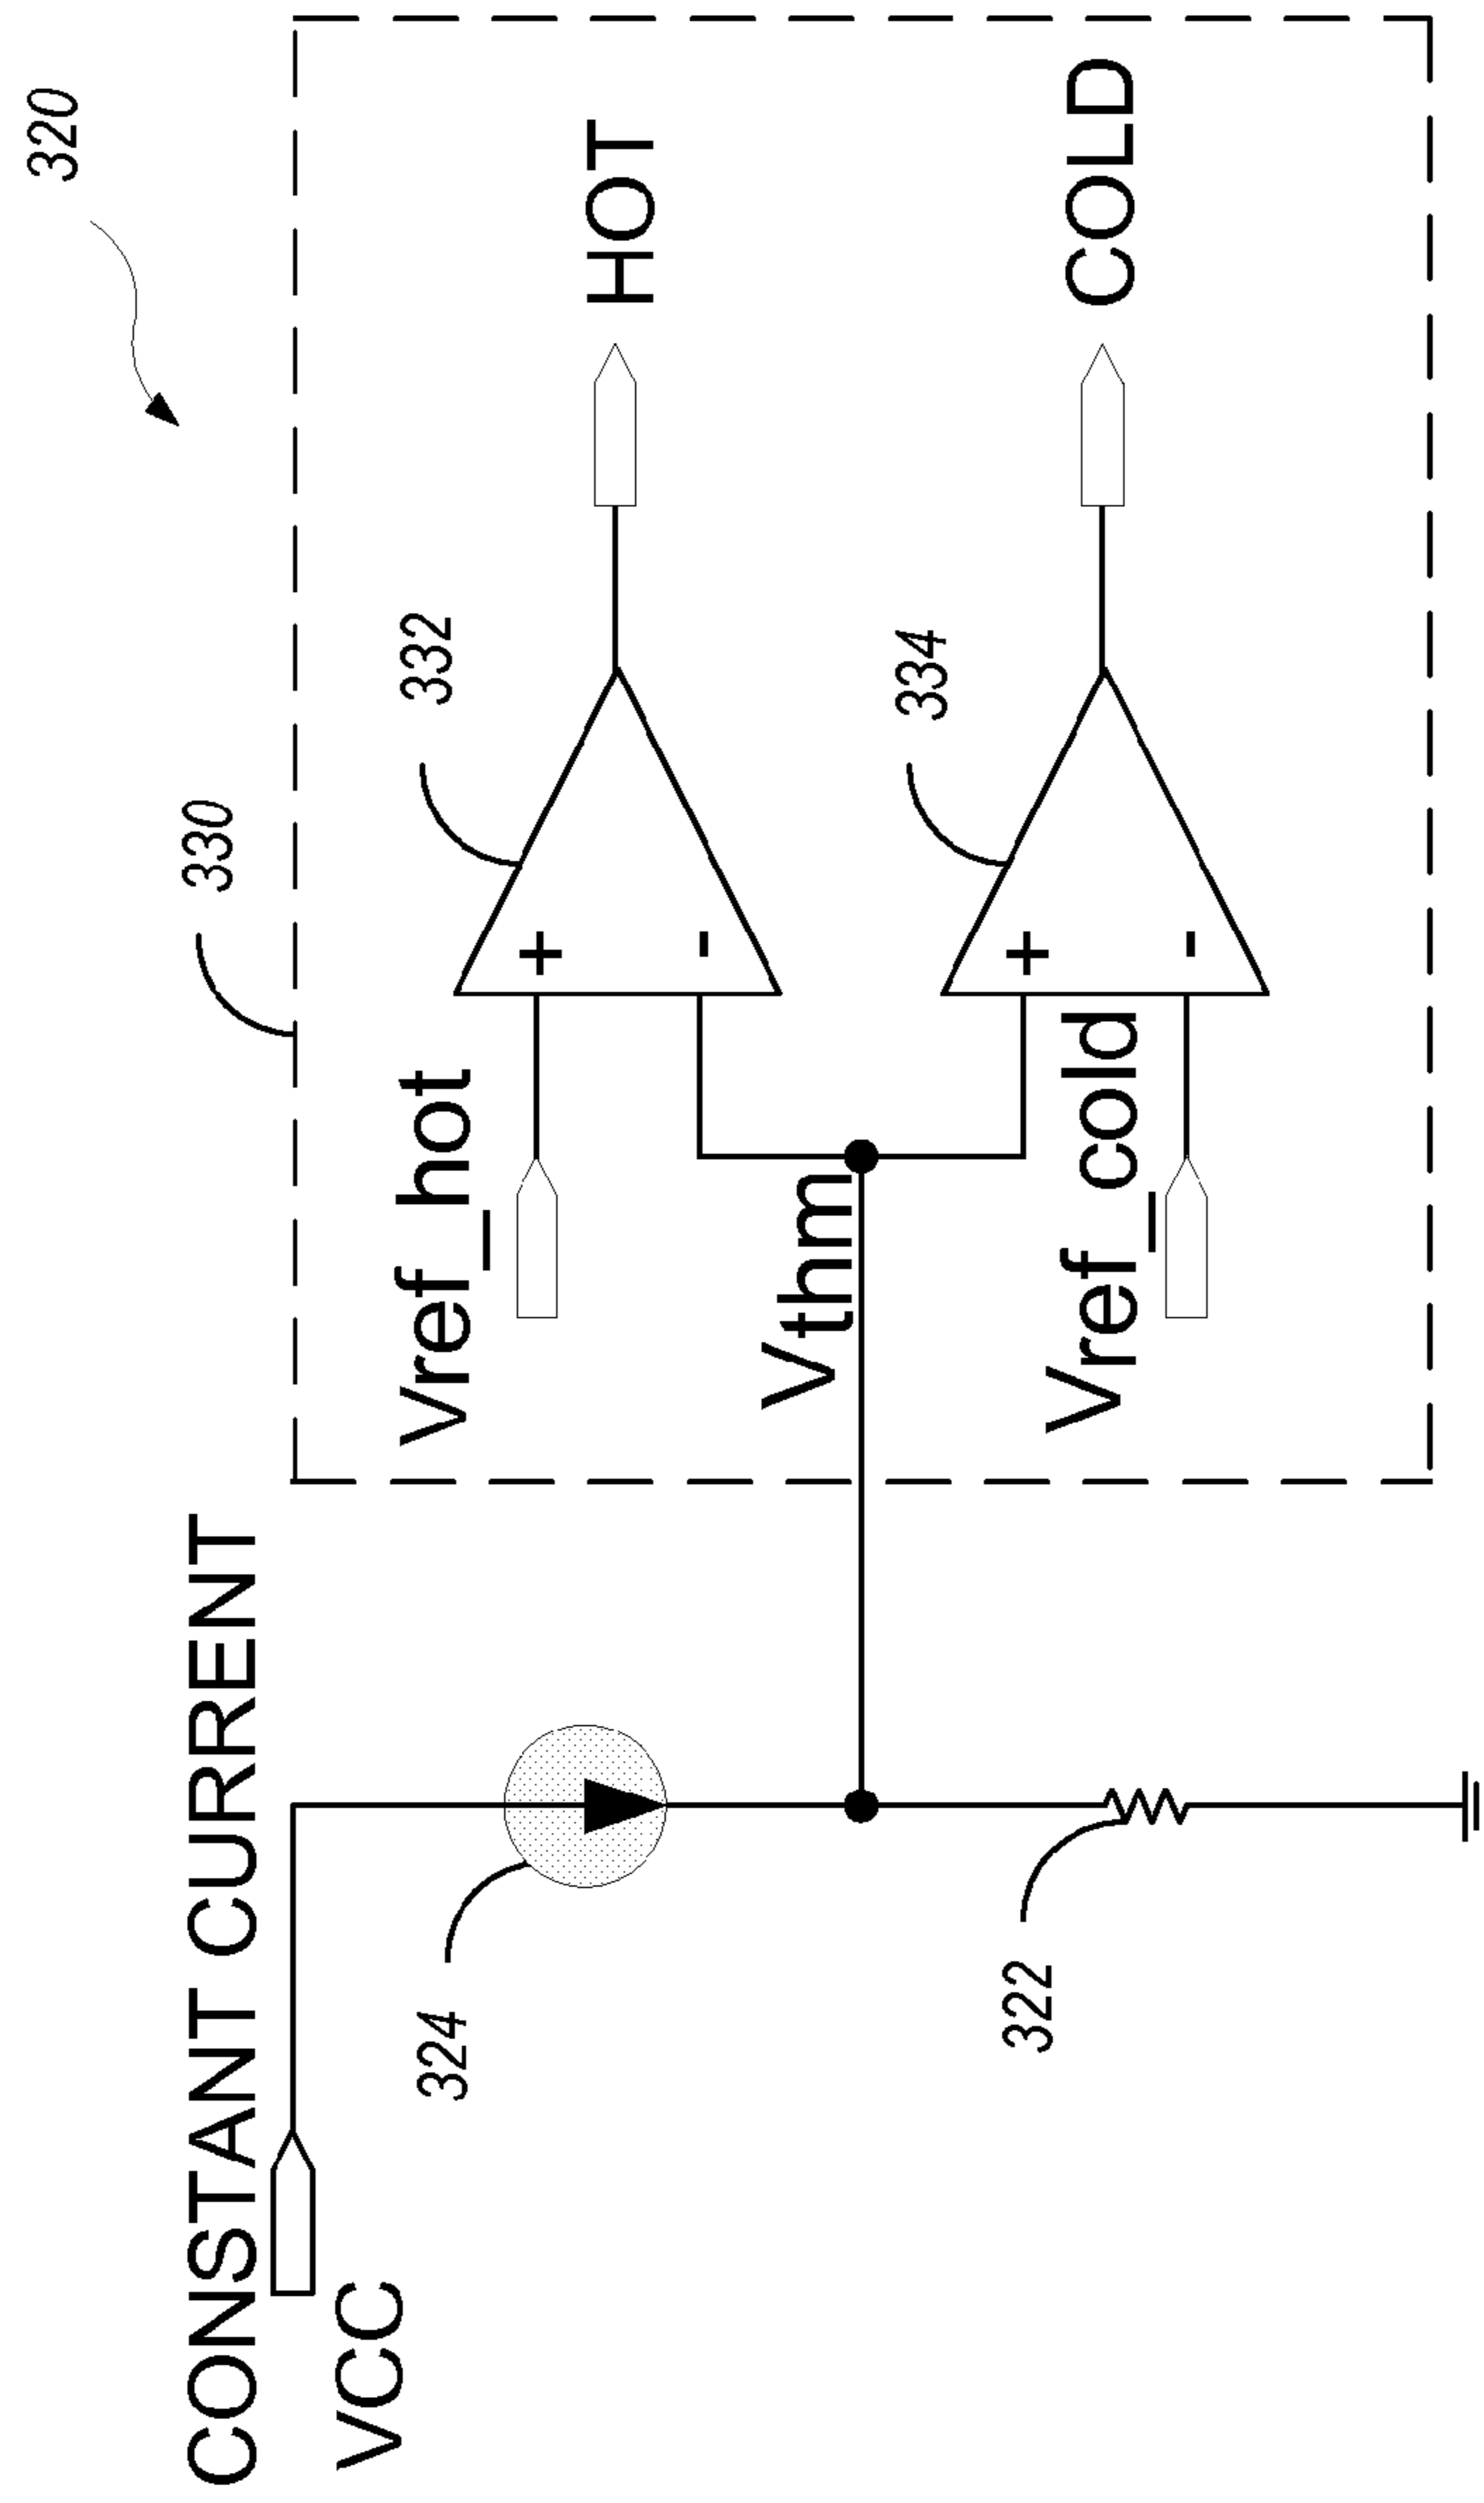 320
330
CONSTANT CURRENT
VCC
324
322
Vref_hot
+
-
332
HOT
Vthm
Vref_cold
+
-
334
COLD